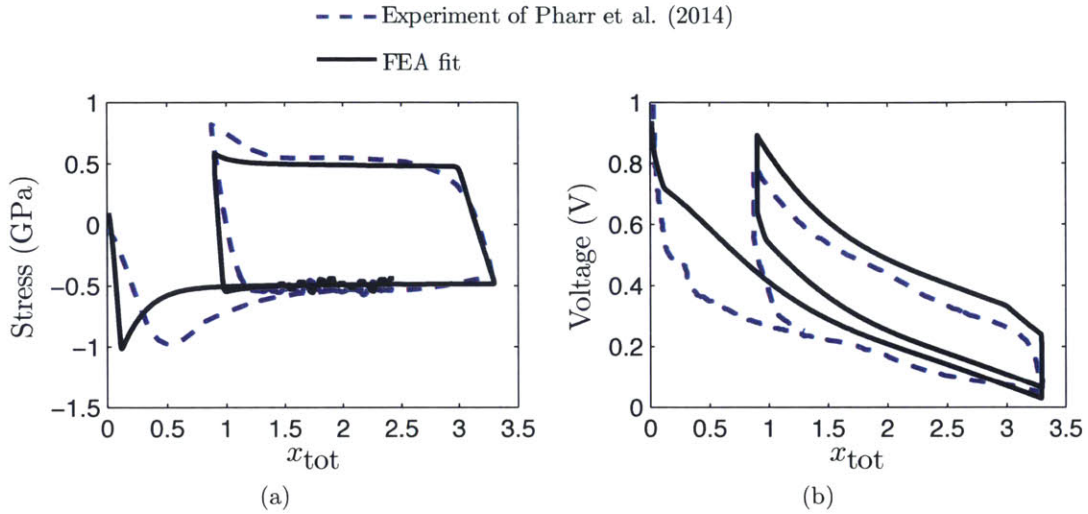 Experiment of Pharr et al. (2014)
FEA fit
1
0.5
0
−0.5
−1
−1.5
Stress (GPa)
0 0.5 1 1.5 2 2.5 3 3.5
x_tot
(a)
1
0.8
0.6
0.4
0.2
0
Voltage (V)
0 0.5 1 1.5 2 2.5 3 3.5
x_tot
(b)